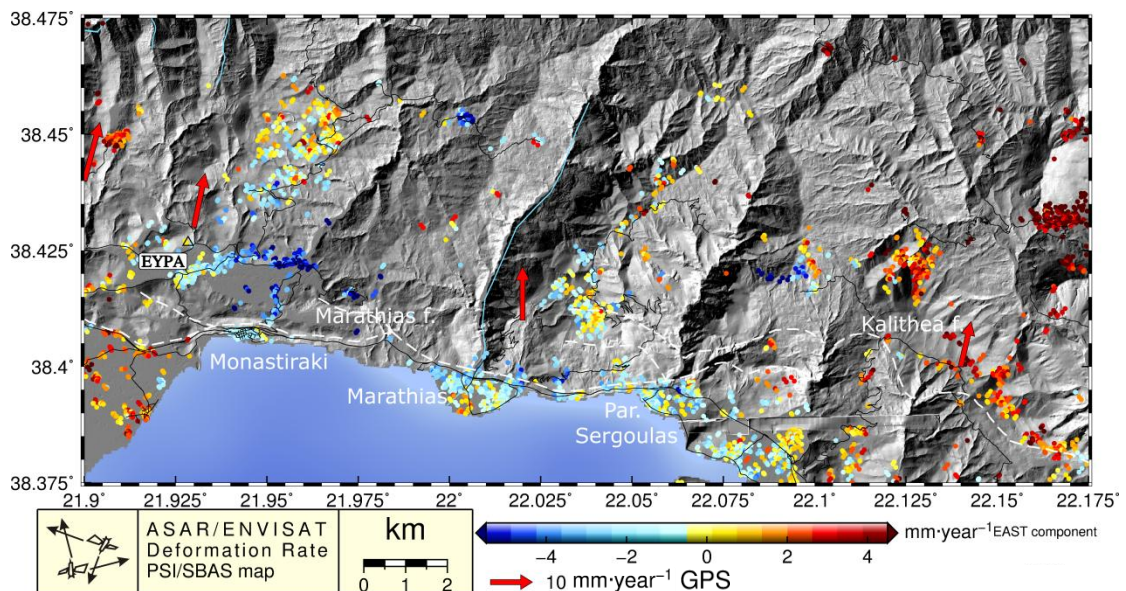 38.475°
38.45°
38.425°
38.4°
38.375°
EYPA
Marathias f.
Monastiraki
Marathias
Par.
Sergoulas
Kalithea f.
21.9 21.925° 21.95° 21.975° 22° 22.025° 22.05° 22.075° 22.1° 22.125° 22.15° 22.175°
ASAR/ENVISAT
Deformation Rate
PSI/SBAS map
km
0 1 2
−4 −2 0 2 4
mm·year⁻¹ EAST component
10 mm·year⁻¹ GPS